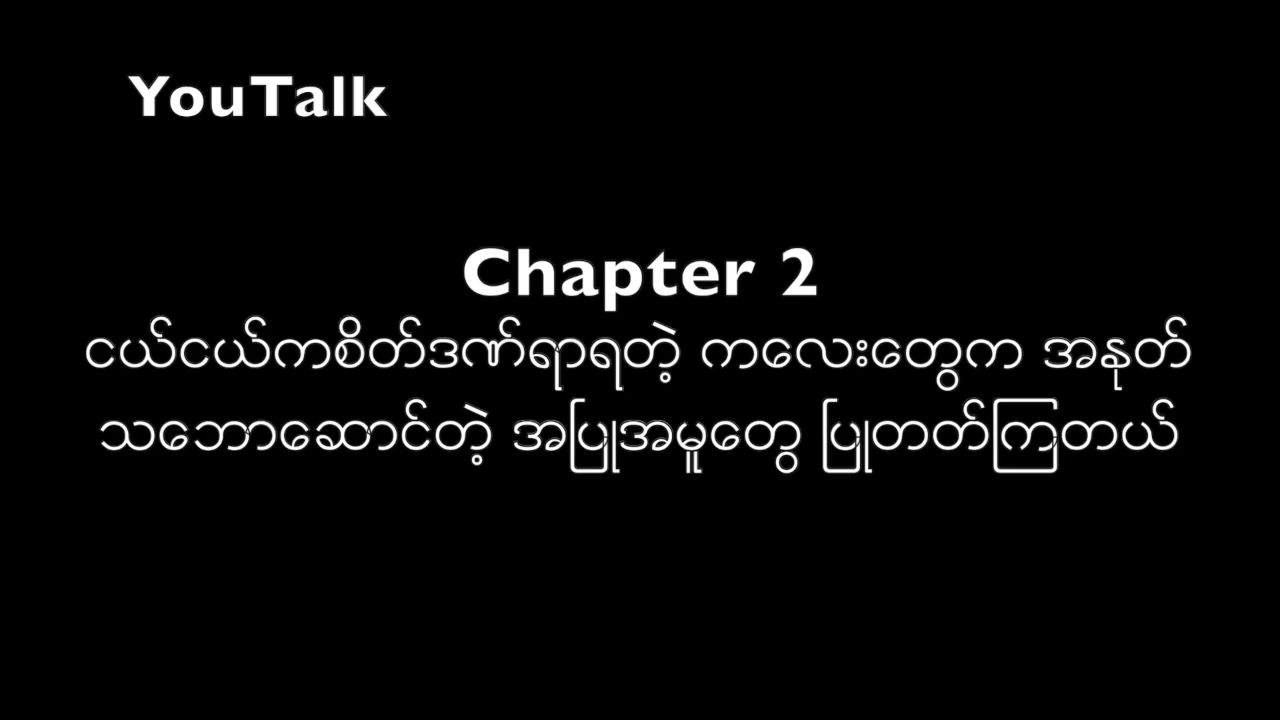 YouTalk
Chapter 2
ငယ်ငယ်ကစိတ်ဒဏ်ရာရတဲ့ ကလေးတွေက အနုတ်
သဘောဆောင်တဲ့ အပြုအမူတွေ ပြုတတ်ကြတယ်